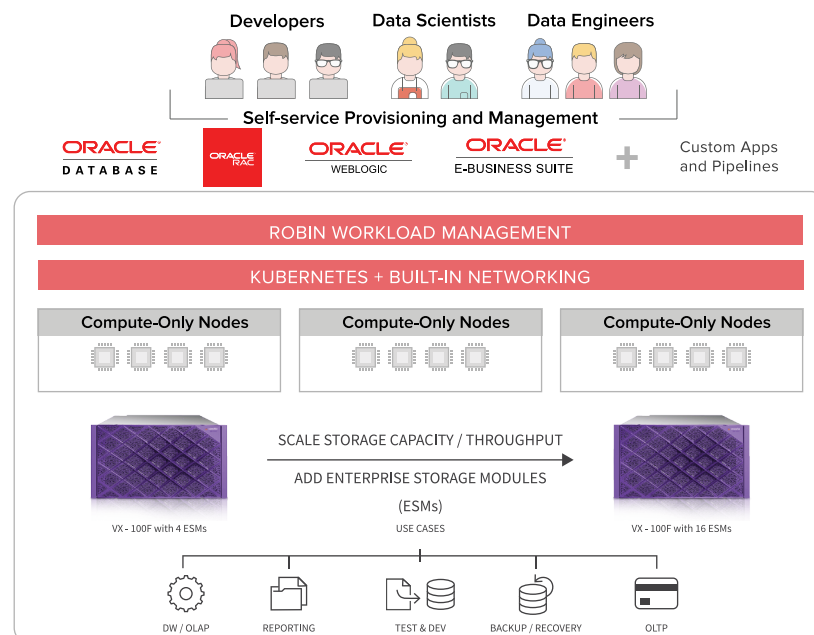 Developers
Data Scientists
Data Engineers
Self-service Provisioning and Management
ORACLE®
DATABASE
ORACLE
RAC
ORACLE®
WEBLOGIC
ORACLE®
E-BUSINESS SUITE
+
Custom Apps
and Pipelines
ROBIN WORKLOAD MANAGEMENT
KUBERNETES + BUILT-IN NETWORKING
Compute-Only Nodes
Compute-Only Nodes
Compute-Only Nodes
SCALE STORAGE CAPACITY / THROUGHPUT
ADD ENTERPRISE STORAGE MODULES
(ESMs)
VX - 100F with 4 ESMs
USE CASES
VX - 100F with 16 ESMs
DW / OLAP
REPORTING
TEST & DEV
BACKUP / RECOVERY
OLTP